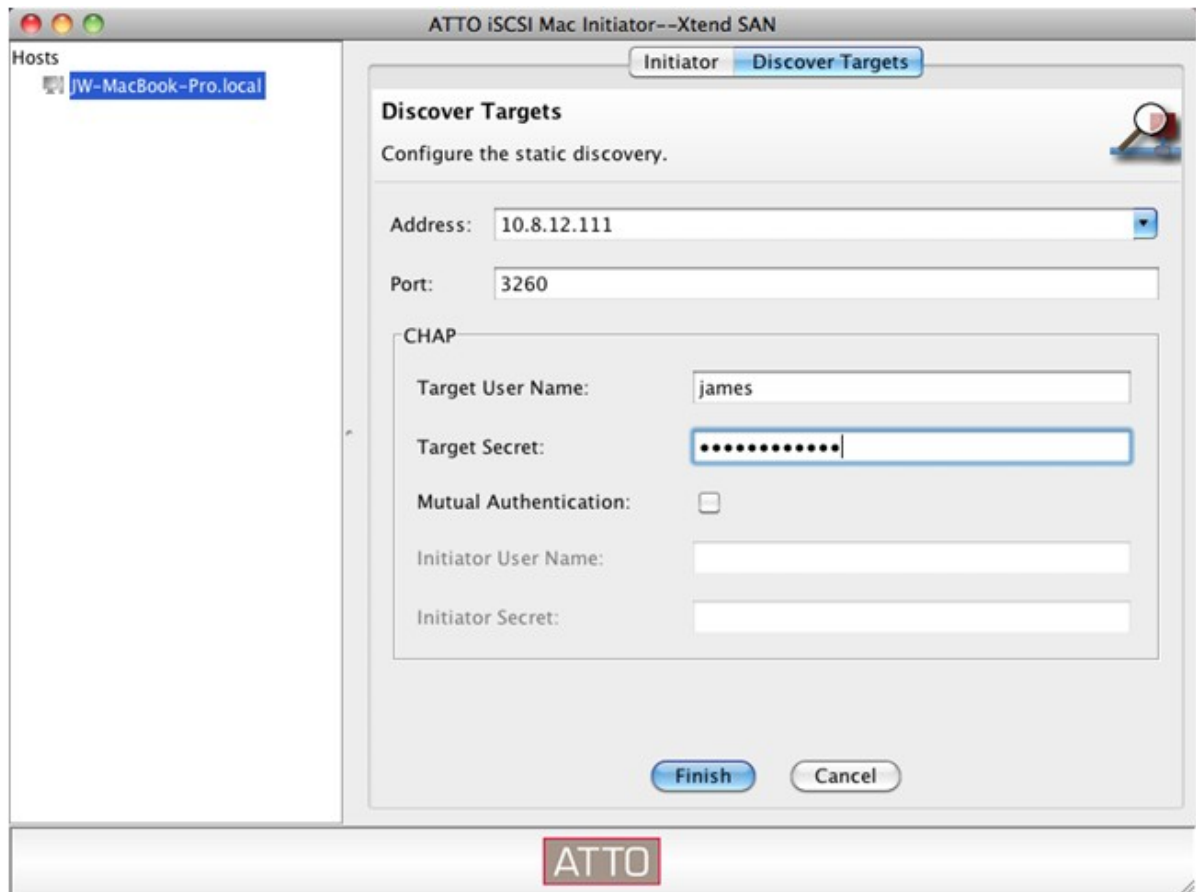 ATTO iSCSI Mac Initiator--Xtend SAN
Hosts
JW-MacBook-Pro.local
Initiator
Discover Targets
Discover Targets
Configure the static discovery.
Address: 10.8.12.111
Port: 3260
CHAP
Target User Name: james
Target Secret: ••••••••••••
Mutual Authentication:
Initiator User Name:
Initiator Secret:
Finish
Cancel
ATTO